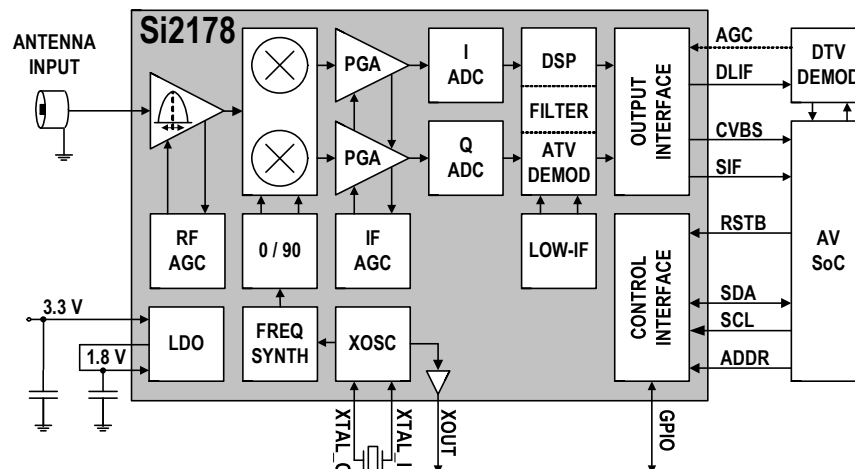 Si2178
ANTENNA
INPUT
PGA
PGA
I
ADC
Q
ADC
DSP
FILTER
ATV
DEMOD
OUTPUT
INTERFACE
AGC
DLIF
CVBS
SIF
DTV
DEMOD
RF
AGC
0 / 90
IF
AGC
LOW-IF
CONTROL
INTERFACE
RSTB
SDA
SCL
ADDR
AV
SoC
3.3 V
1.8 V
LDO
FREQ
SYNTH
XOSC
XTAL_I
XOUT
GPIO